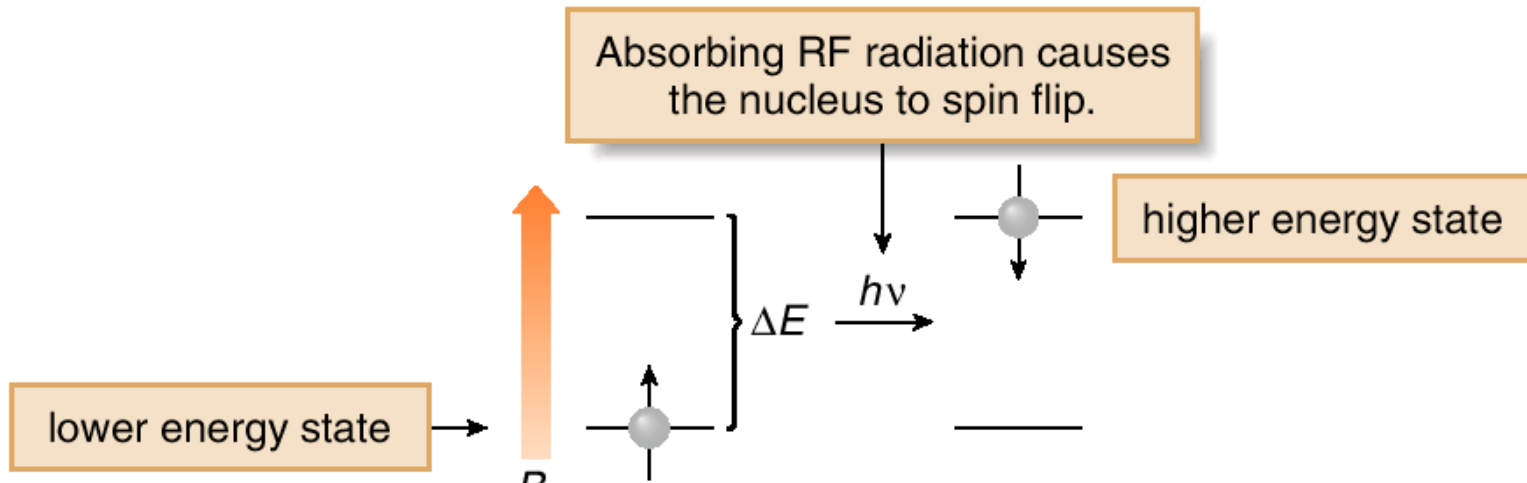 Absorbing RF radiation causes
the nucleus to spin flip.
higher energy state
hν
ΔE
lower energy state